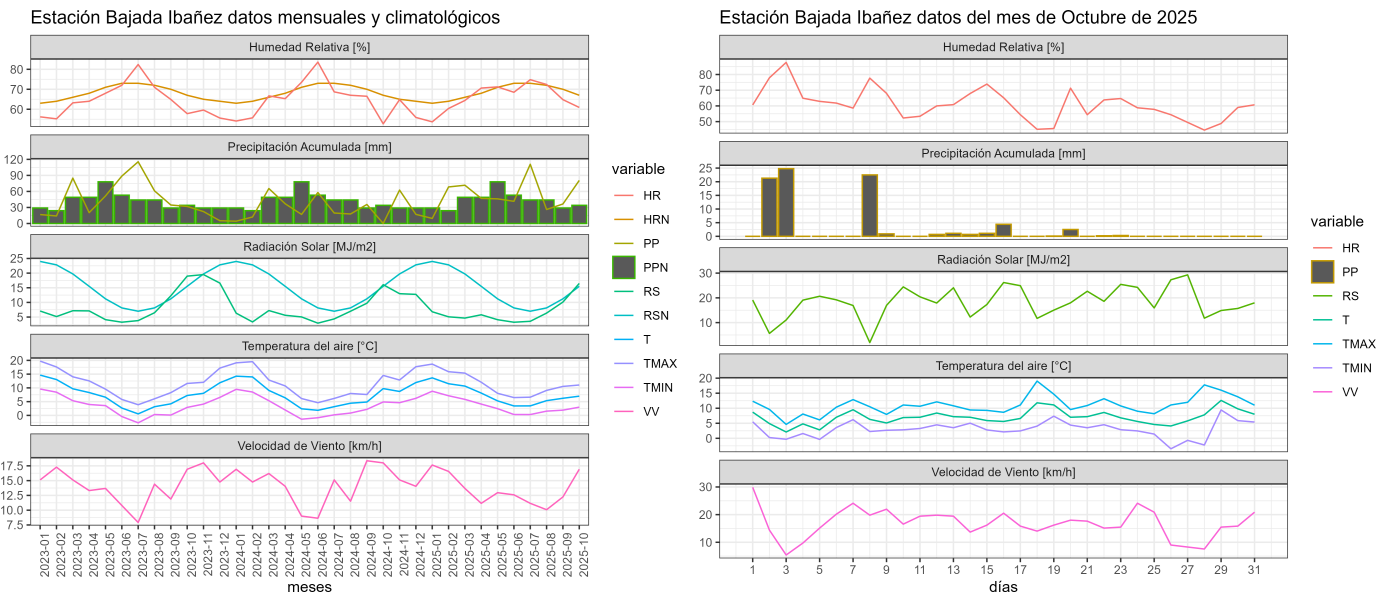 Estación Bajada Ibañez datos mensuales y climatológicos
Humedad Relativa [%]
80
70
60
Precipitación Acumulada [mm]
120
90
60
30
0
Radiación Solar [MJ/m2]
25
20
15
10
5
Temperatura del aire [°C]
20
15
10
5
0
Velocidad de Viento [km/h]
17.5
15.0
12.5
10.0
7.5
2023-01
2023-02
2023-03
2023-04
2023-05
2023-06
2023-07
2023-08
2023-09
2023-10
2023-11
2023-12
2024-01
2024-02
2024-03
2024-04
2024-05
2024-06
2024-07
2024-08
2024-09
2024-10
2024-11
2024-12
2025-01
2025-02
2025-03
2025-04
2025-05
2025-06
2025-07
2025-08
2025-09
2025-10
meses
variable
HR
HRN
PP
PPN
RS
RSN
T
TMAX
TMIN
VV
Estación Bajada Ibañez datos del mes de Octubre de 2025
Humedad Relativa [%]
80
70
60
50
Precipitación Acumulada [mm]
25
20
15
10
5
0
Radiación Solar [MJ/m2]
30
20
10
Temperatura del aire [°C]
20
15
10
5
0
Velocidad de Viento [km/h]
30
20
10
1 3 5 7 9 11 13 15 17 19 21 23 25 27 29 31
días
variable
HR
PP
RS
T
TMAX
TMIN
VV